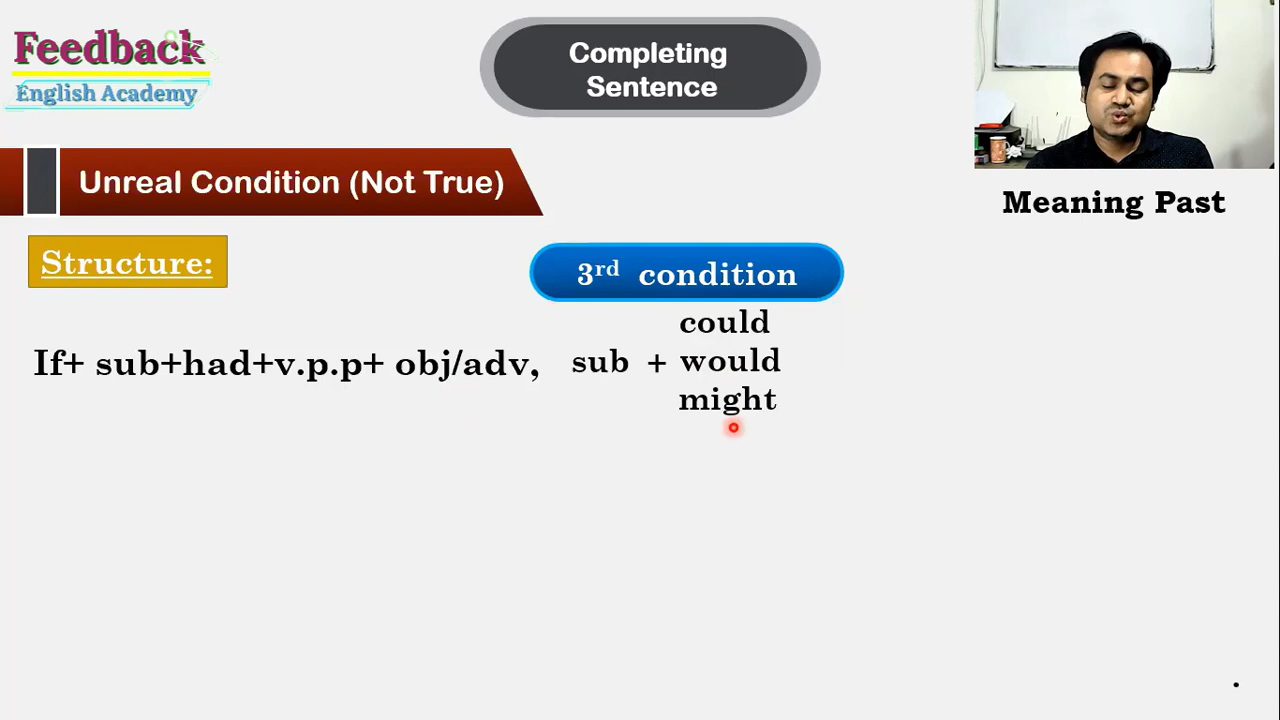 Feedback
English Academy
Completing
Sentence
Unreal Condition (Not True)
Meaning Past
Structure:
3rd condition
could
If+ sub+had+v.p.p+ obj/adv, sub + would
might
.